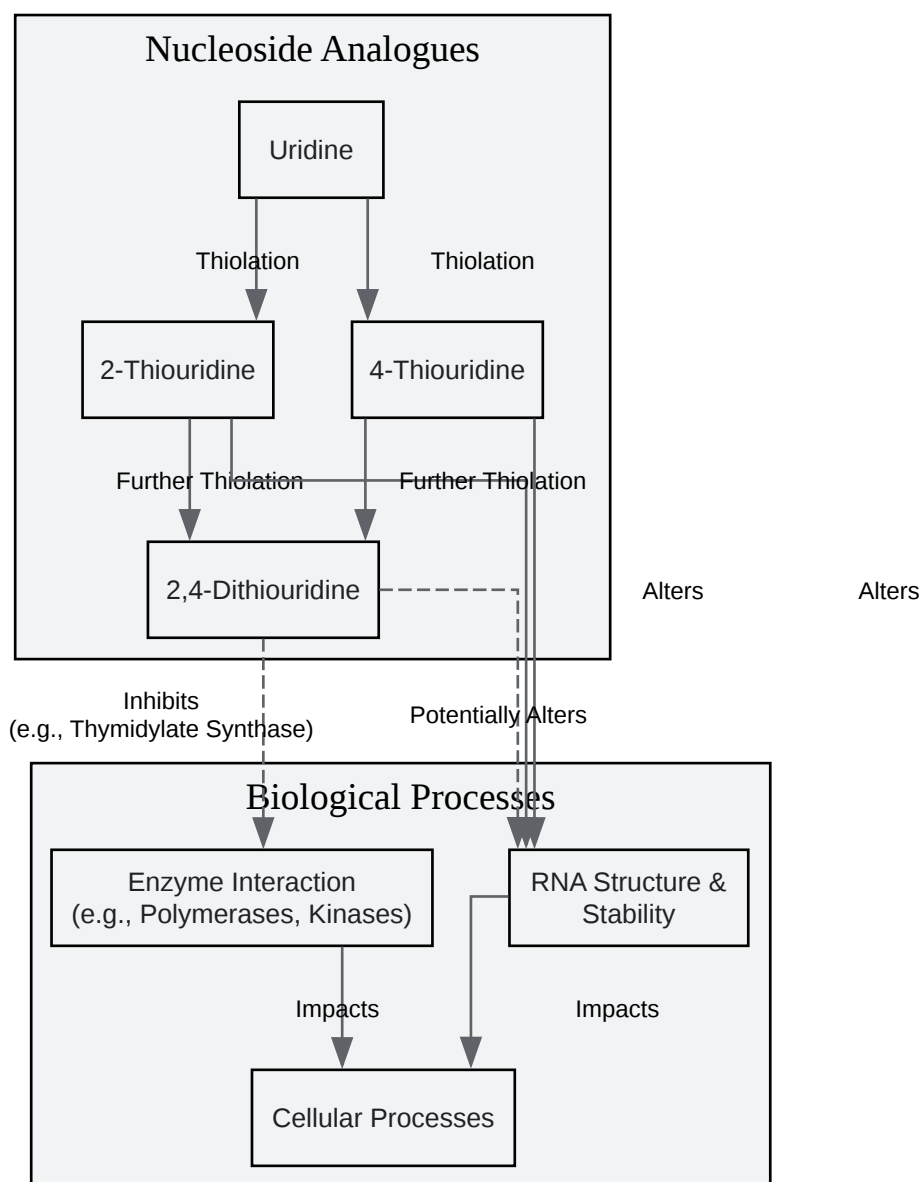 Nucleoside Analogues
Uridine
Thiolation
Thiolation
2-Thiouridine
4-Thiouridine
Further Thiolation
Further Thiolation
2,4-Dithiouridine
Alters
Alters
Inhibits
(e.g., Thymidylate Synthase)
Potentially Alters
Biological Processes
Enzyme Interaction
(e.g., Polymerases, Kinases)
RNA Structure &
Stability
Impacts
Impacts
Cellular Processes